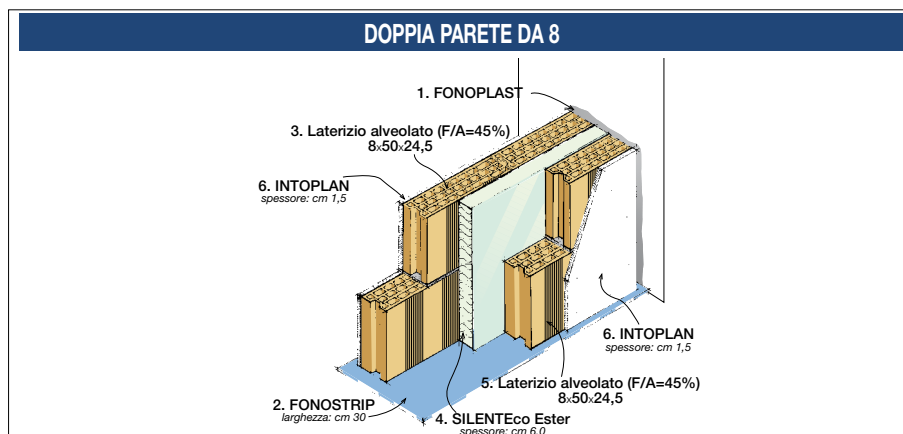 DOPPIA PARETE DA 8
1. FONOPLAST
3. Laterizio alveolato (F/A=45%)
8x50x24,5
6. INTOPLAN
spessore: cm 1,5
6. INTOPLAN
spessore: cm 1,5
5. Laterizio alveolato (F/A=45%)
8x50x24,5
2. FONOSTRIP
larghezza: cm 30
4. SILENTEco Ester
spessore: cm 6,0